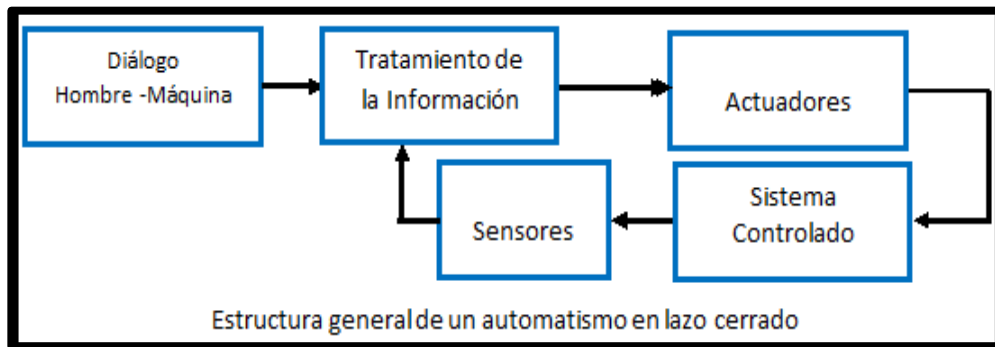 Diálogo
Hombre -Máquina
Tratamiento de
la Información
Actuadores
Sensores
Sistema
Controlado
Estructura general de un automatismo en lazo cerrado